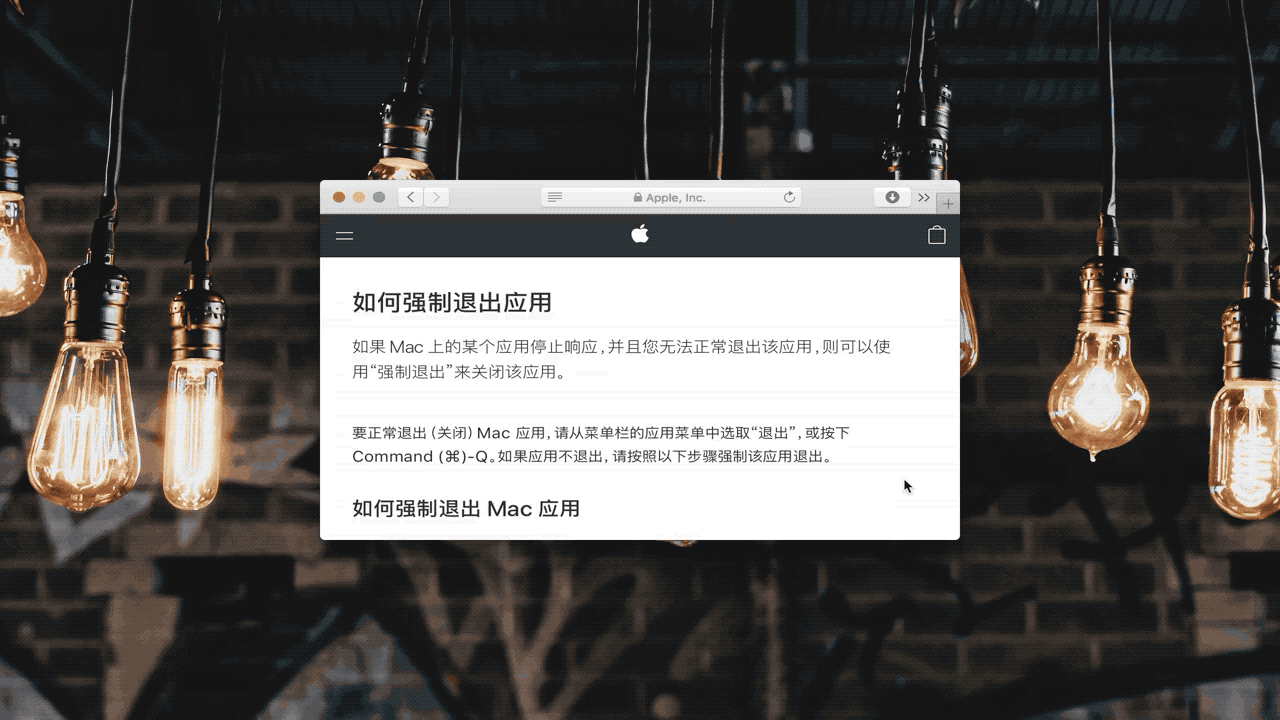 Apple, Inc.
如何强制退出应用
如果 Mac 上的某个应用停止响应，并且您无法正常退出该应用，则可以使
用“强制退出”来关闭该应用。
要正常退出（关闭）Mac 应用，请从菜单栏的应用菜单中选取“退出”，或按下
Command (⌘)-Q。如果应用不退出，请按照以下步骤强制该应用退出。
如何强制退出 Mac 应用